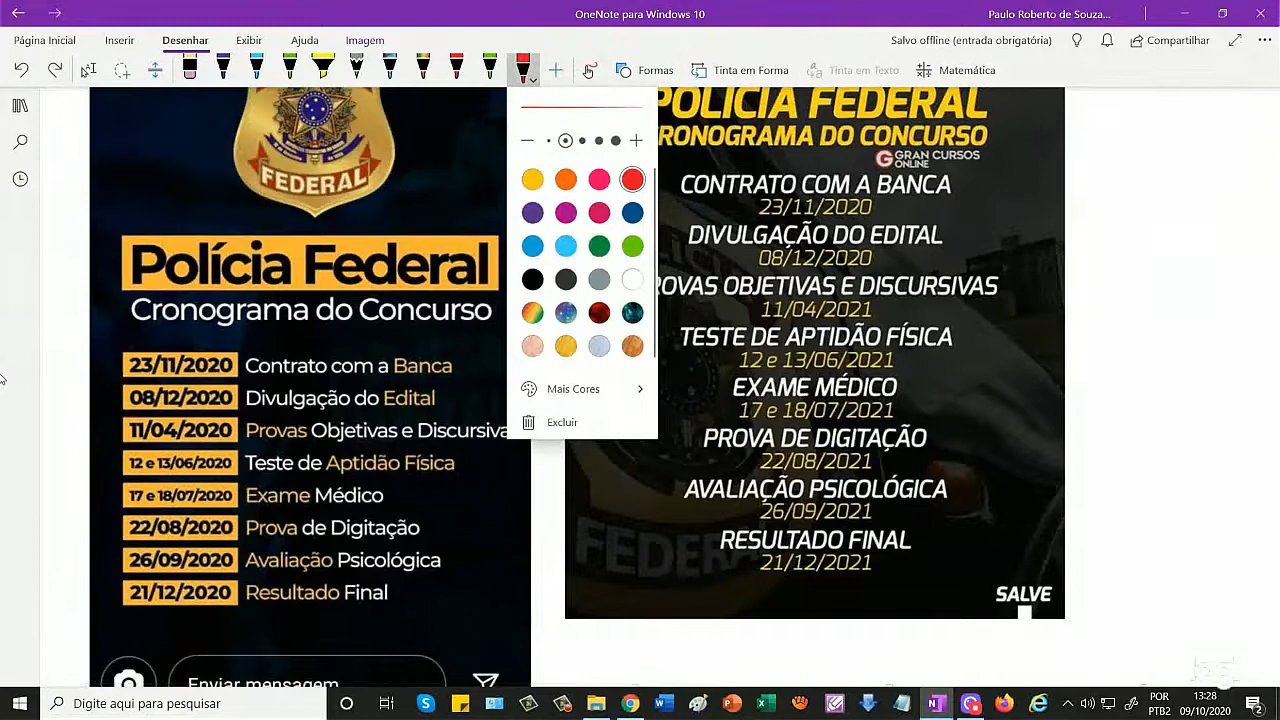 OneNote para Windows 10
Paulo Roberto de Souza...
Página Inicial
Inserir
Desenhar
Exibir
Ajuda
Imagem
Salvo offline (entrada obrigatória)
Compartilhar
Formas
Tinta em Forma
Tinta em Texto
Matemática
FEDERAL
Polícia Federal
Cronograma do Concurso
23/11/2020 Contrato com a Banca
08/12/2020 Divulgação do Edital
11/04/2020 Provas Objetivas e Discursiva
12 e 13/06/2020 Teste de Aptidão Física
17 e 18/07/2020 Exame Médico
22/08/2020 Prova de Digitação
26/09/2020 Avaliação Psicológica
21/12/2020 Resultado Final
Enviar mensagem
Mais Cores
Excluir
POLÍCIA FEDERAL
CRONOGRAMA DO CONCURSO
GRAN CURSOS
ONLINE
CONTRATO COM A BANCA
23/11/2020
DIVULGAÇÃO DO EDITAL
08/12/2020
ROVAS OBJETIVAS E DISCURSIVAS
11/04/2021
TESTE DE APTIDÃO FÍSICA
12 e 13/06/2021
EXAME MÉDICO
17 e 18/07/2021
PROVA DE DIGITAÇÃO
22/08/2021
AVALIAÇÃO PSICOLÓGICA
26/09/2021
RESULTADO FINAL
21/12/2021
FEDERA
SALVE
Digite aqui para pesquisar
POR
PTB2
13:28
09/10/2020